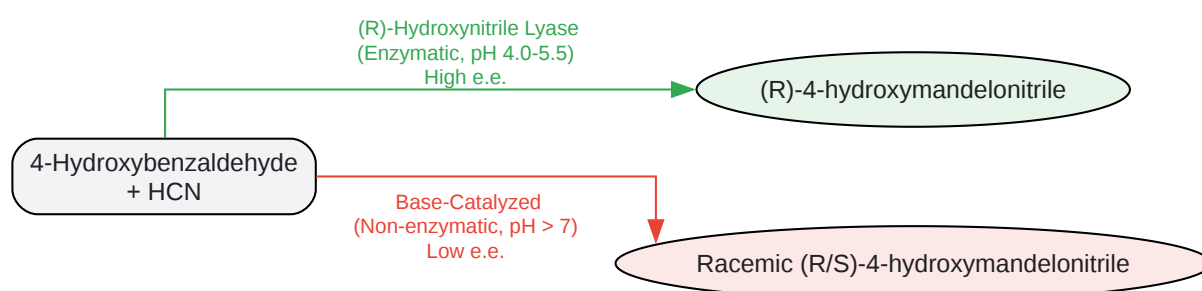 (R)-Hydroxynitrile Lyase
(Enzymatic, pH 4.0-5.5)
High e.e.
(R)-4-hydroxymandelonitrile
4-Hydroxybenzaldehyde
+ HCN
Base-Catalyzed
(Non-enzymatic, pH > 7)
Low e.e.
Racemic (R/S)-4-hydroxymandelonitrile